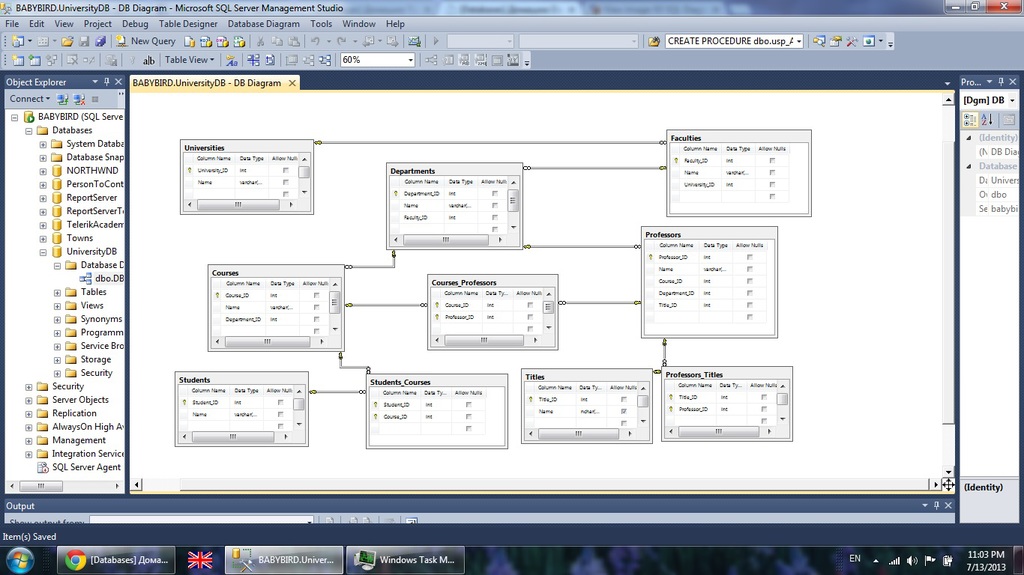 BABYBIRD.UniversityDB - DB Diagram - Microsoft SQL Server Management Studio
File Edit View Project Debug Table Designer Database Diagram Tools Window Help
New Query
CREATE PROCEDURE dbo.usp_A
ab Table View 60%
Object Explorer
BABYBIRD.UniversityDB - DB Diagram
Pro...
Connect
[Dgm] DB
BABYBIRD (SQL Serve
Databases
System Databa
Database Snap
NORTHWND
PersonToCont
ReportServer
ReportServerT
TelerikAcadem
Towns
UniversityDB
Database D
dbo.DB
Tables
Views
Synonyms
Programm
Service Bro
Storage
Security
Security
Server Objects
Replication
AlwaysOn High Av
Management
Integration Service
SQL Server Agent
Universities
Column Name Data Type Allow Nulls
University_ID int
Name varchar(...
Faculties
Column Name Data Type Allow Nulls
Faculty_ID int
Name varchar(...
University_ID int
Departments
Column Name Data Type Allow Null
Department_ID int
Name varchar(...
Faculty_ID int
Professors
Column Name Data Type Allow Nulls
Professor_ID int
Name varchar(...
Course_ID int
Department_ID int
Title_ID int
Courses
Column Name Data Type Allow Null
Course_ID int
Name varchar(...
Department_ID int
Courses_Professors
Column Name Data Ty... Allow Null
Course_ID int
Professor_ID int
Students
Column Name Data Type Allow Null
Student_ID int
Name varchar(...
Students_Courses
Column Name Data Ty... Allow Nulls
Student_ID int
Course_ID int
Titles
Column Name Data Ty... Allow Nulls
Title_ID int
Name nchar(...
Professors_Titles
Column Name Data Ty... Allow Nulls
Title_ID int
Professor_ID int
(Identity)
(N DB Dia
Database
Univers
dbo
Se babybi
(Identity)
Output
Show output from:
Item(s) Saved
[Databases] Дома...
BABYBIRD.Univer...
Windows Task M...
EN
11:03 PM
7/13/2013